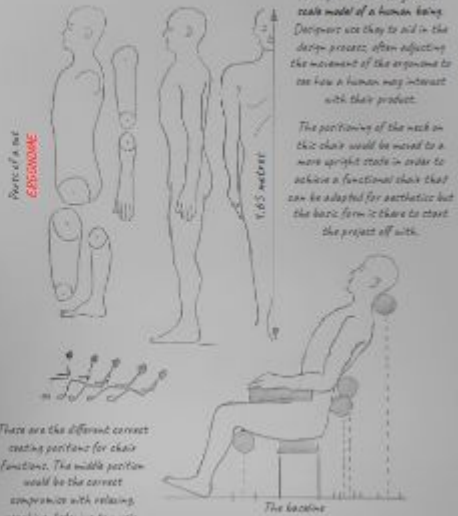 scale model of a human being.
Designers use they to aid in the
design process, often adjusting
the movement of the ergonome to
see how a human may interact
with their product.
The positioning of the neck on
this chair would be moved to a
more upright state in order to
achieve a functional chair that
can be adapted for aesthetics but
the basic form is there to start
the project off with.
Parts of a
ERGONOME
1.65 metres
These are the different correct
seating positions for chair
functions. The middle position
would be the correct
compromise with relaxing,
The baseline